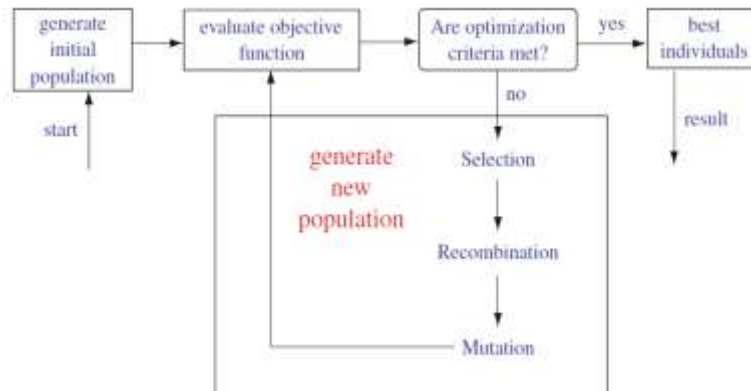 generate
initial
population
evaluate objective
function
Are optimization
criteria met?
yes
best
individuals
start
no
result
generate
new
population
Selection
Recombination
Mutation